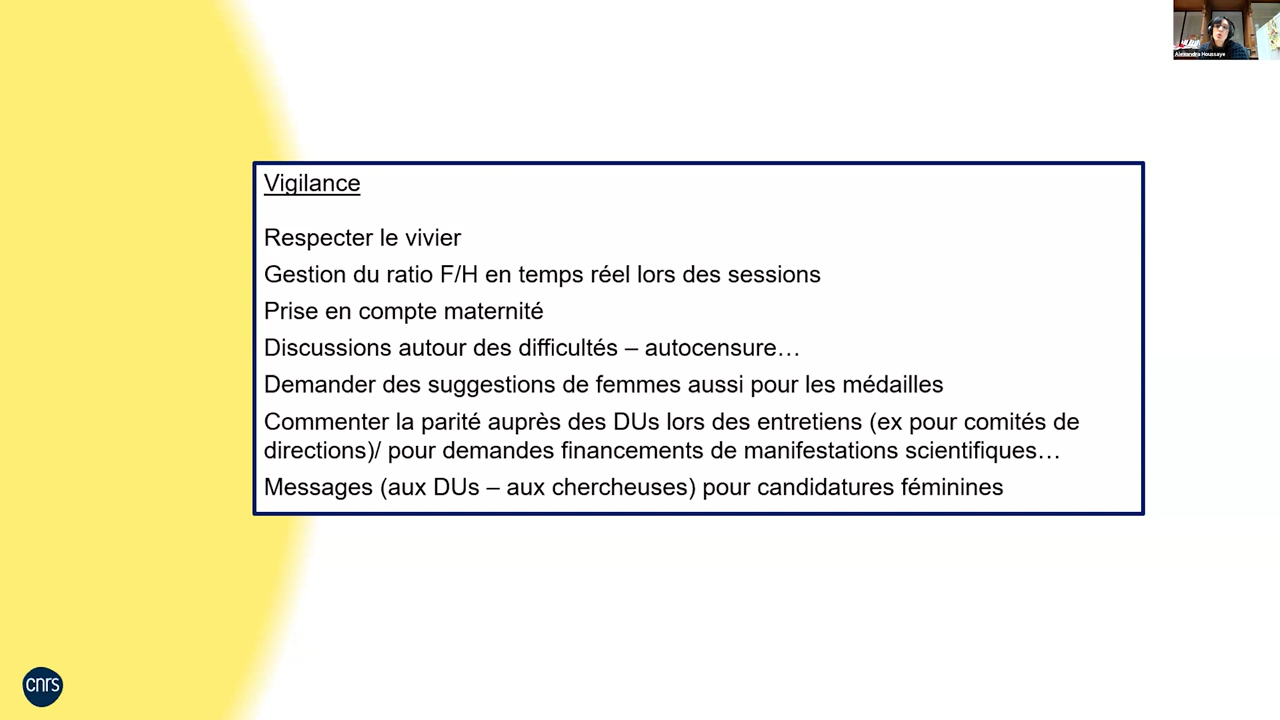 Alexandra Houssaye
Vigilance
Respecter le vivier
Gestion du ratio F/H en temps réel lors des sessions
Prise en compte maternité
Discussions autour des difficultés – autocensure…
Demander des suggestions de femmes aussi pour les médailles
Commenter la parité auprès des DUs lors des entretiens (ex pour comités de
directions)/ pour demandes financements de manifestations scientifiques…
Messages (aux DUs – aux chercheuses) pour candidatures féminines
cnrs